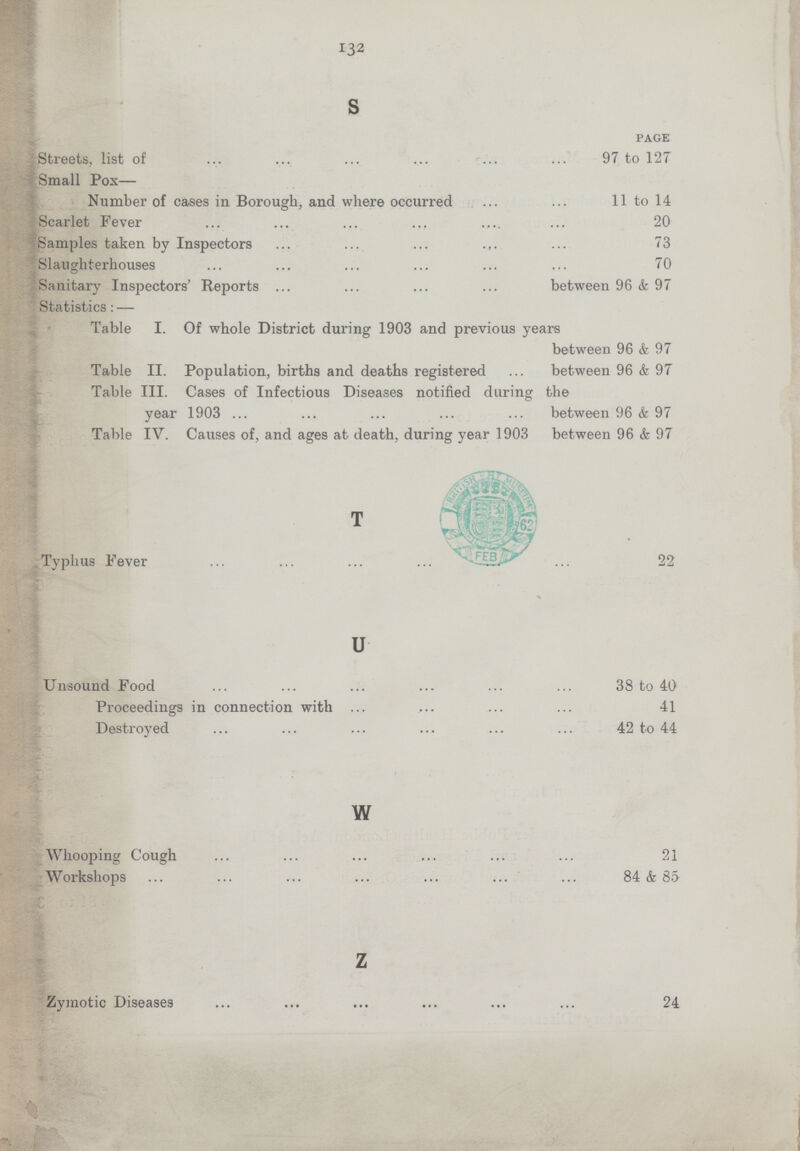 132
S
PAGE
Streets, list of ... ... ... ... ... ... 97 to 127
Small Pox—
Number of cases in Borough, and where occurred ... ... 11 to 14
Scarlet Fever ... ... ... ... ... ... 20
Samples taken by Inspectors ... ... ... ... ... 73
Slaughterhouses ... ... ... ... ... ... 70
Sanitary Inspectors' Reports ... ... ... ... between 96 & 97
Statistics:—
Table I. Of whole District during 1903 and previous years
between 96 & 97
Table II. Population, births and deaths registered ... between 96 & 97
Table III. Cases of Infectious Diseases notified during the
year 1903 ... ... ... ... ... between 96 & 97
Table IV. Causes of, and ages at death, during year 1903 between 96 & 97
T
BRITISH MUSEUM
62
FEB
Typhus Fever ... ... ... ... ... 22
U
Unsound Food ... ... ... ... ... ... 38 to 40
Proceedings in connection with ... ... ... ... 41
Destroyed ... ... ... ... ... ... 42 to 44
W
Whooping Cough ... ... ... ... ... ... 21
Workshops ... ... ... ... ... ... ... 84 & 85
Z
Zymotic Diseases ... ... ... ... ... ... 24